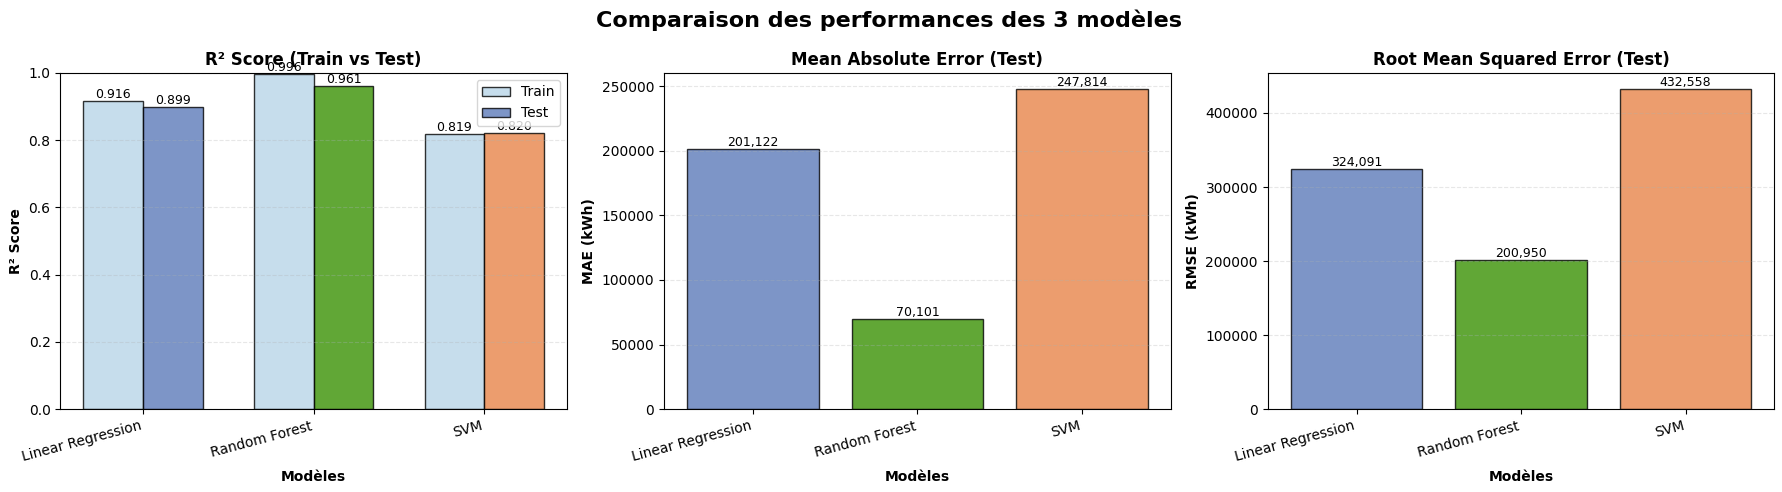 Comparaison des performances des 3 modèles
R² Score (Train vs Test)
R² Score
1.0
0.8
0.6
0.4
0.2
0.0
0.916
0.899
0.996
0.961
0.819
0.820
Train
Test
Linear Regression
Random Forest
SVM
Modèles
Mean Absolute Error (Test)
MAE (kWh)
250000
200000
150000
100000
50000
0
201,122
70,101
247,814
Linear Regression
Random Forest
SVM
Modèles
Root Mean Squared Error (Test)
RMSE (kWh)
400000
300000
200000
100000
0
324,091
200,950
432,558
Linear Regression
Random Forest
SVM
Modèles